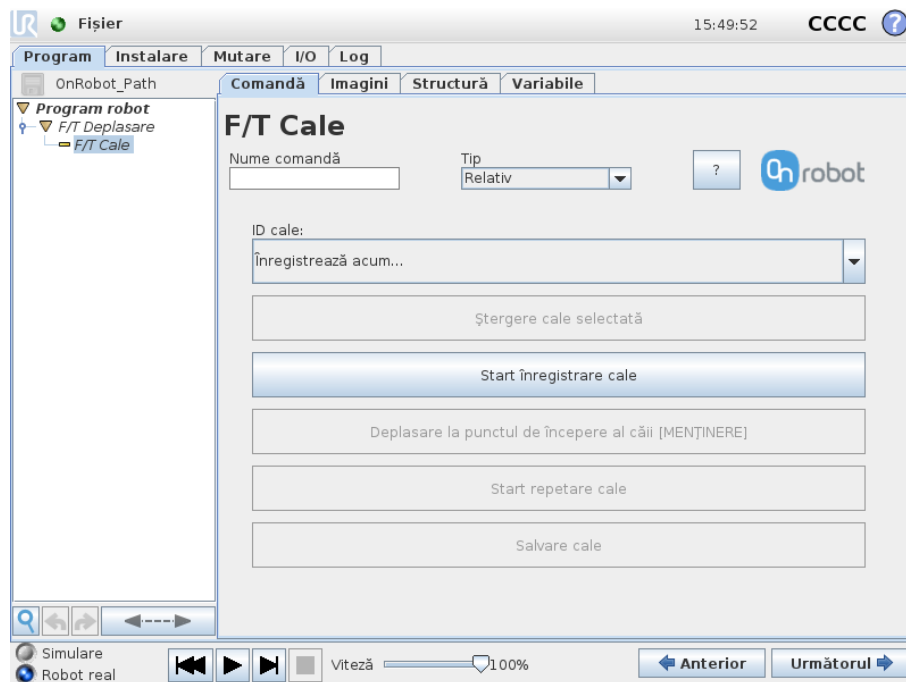 UR Fișier 15:49:52 CCCC ?
Program Instalare Mutare I/O Log
OnRobot_Path Comandă Imagini Structură Variabile
Program robot
F/T Deplasare
F/T Cale
F/T Cale
Nume comandă Tip
Relativ ? On robot
ID cale:
Înregistrează acum...
Ștergere cale selectată
Start înregistrare cale
Deplasare la punctul de începere al căii [MENȚINERE]
Start repetare cale
Salvare cale
Simulare
Robot real
Viteză 100% Anterior Următorul